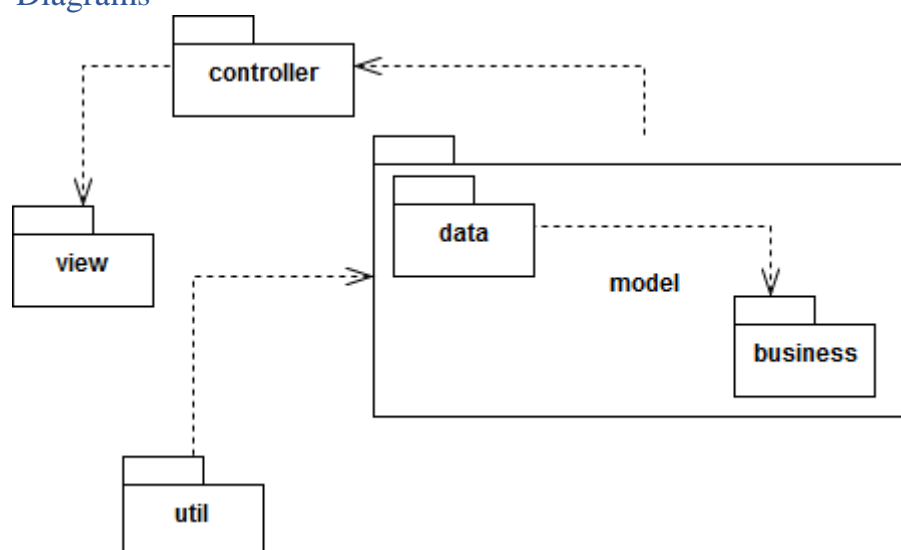 Diagrams
controller
data
view
model
business
util